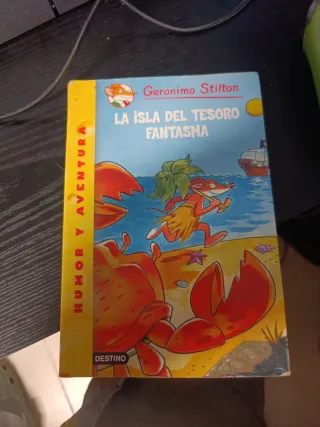 Geronimo Stilton
LA ISLA DEL TESORO
FANTASMA
HUMOR Y AVENTURA
DESTINO